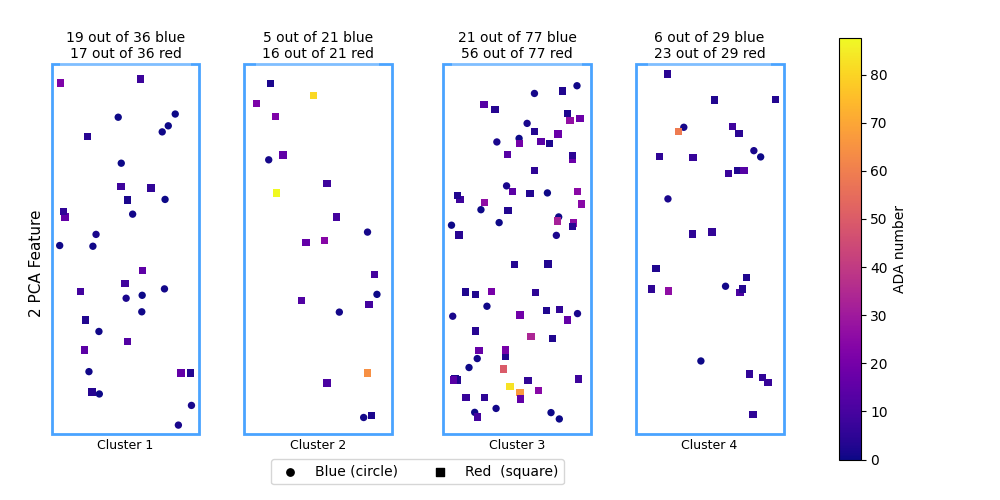 19 out of 36 blue
17 out of 36 red
5 out of 21 blue
16 out of 21 red
21 out of 77 blue
56 out of 77 red
6 out of 29 blue
23 out of 29 red
2 PCA Feature
Cluster 1
Cluster 2
Cluster 3
Cluster 4
80
70
60
50
40
30
20
10
0
ADA number
Blue (circle)
Red  (square)